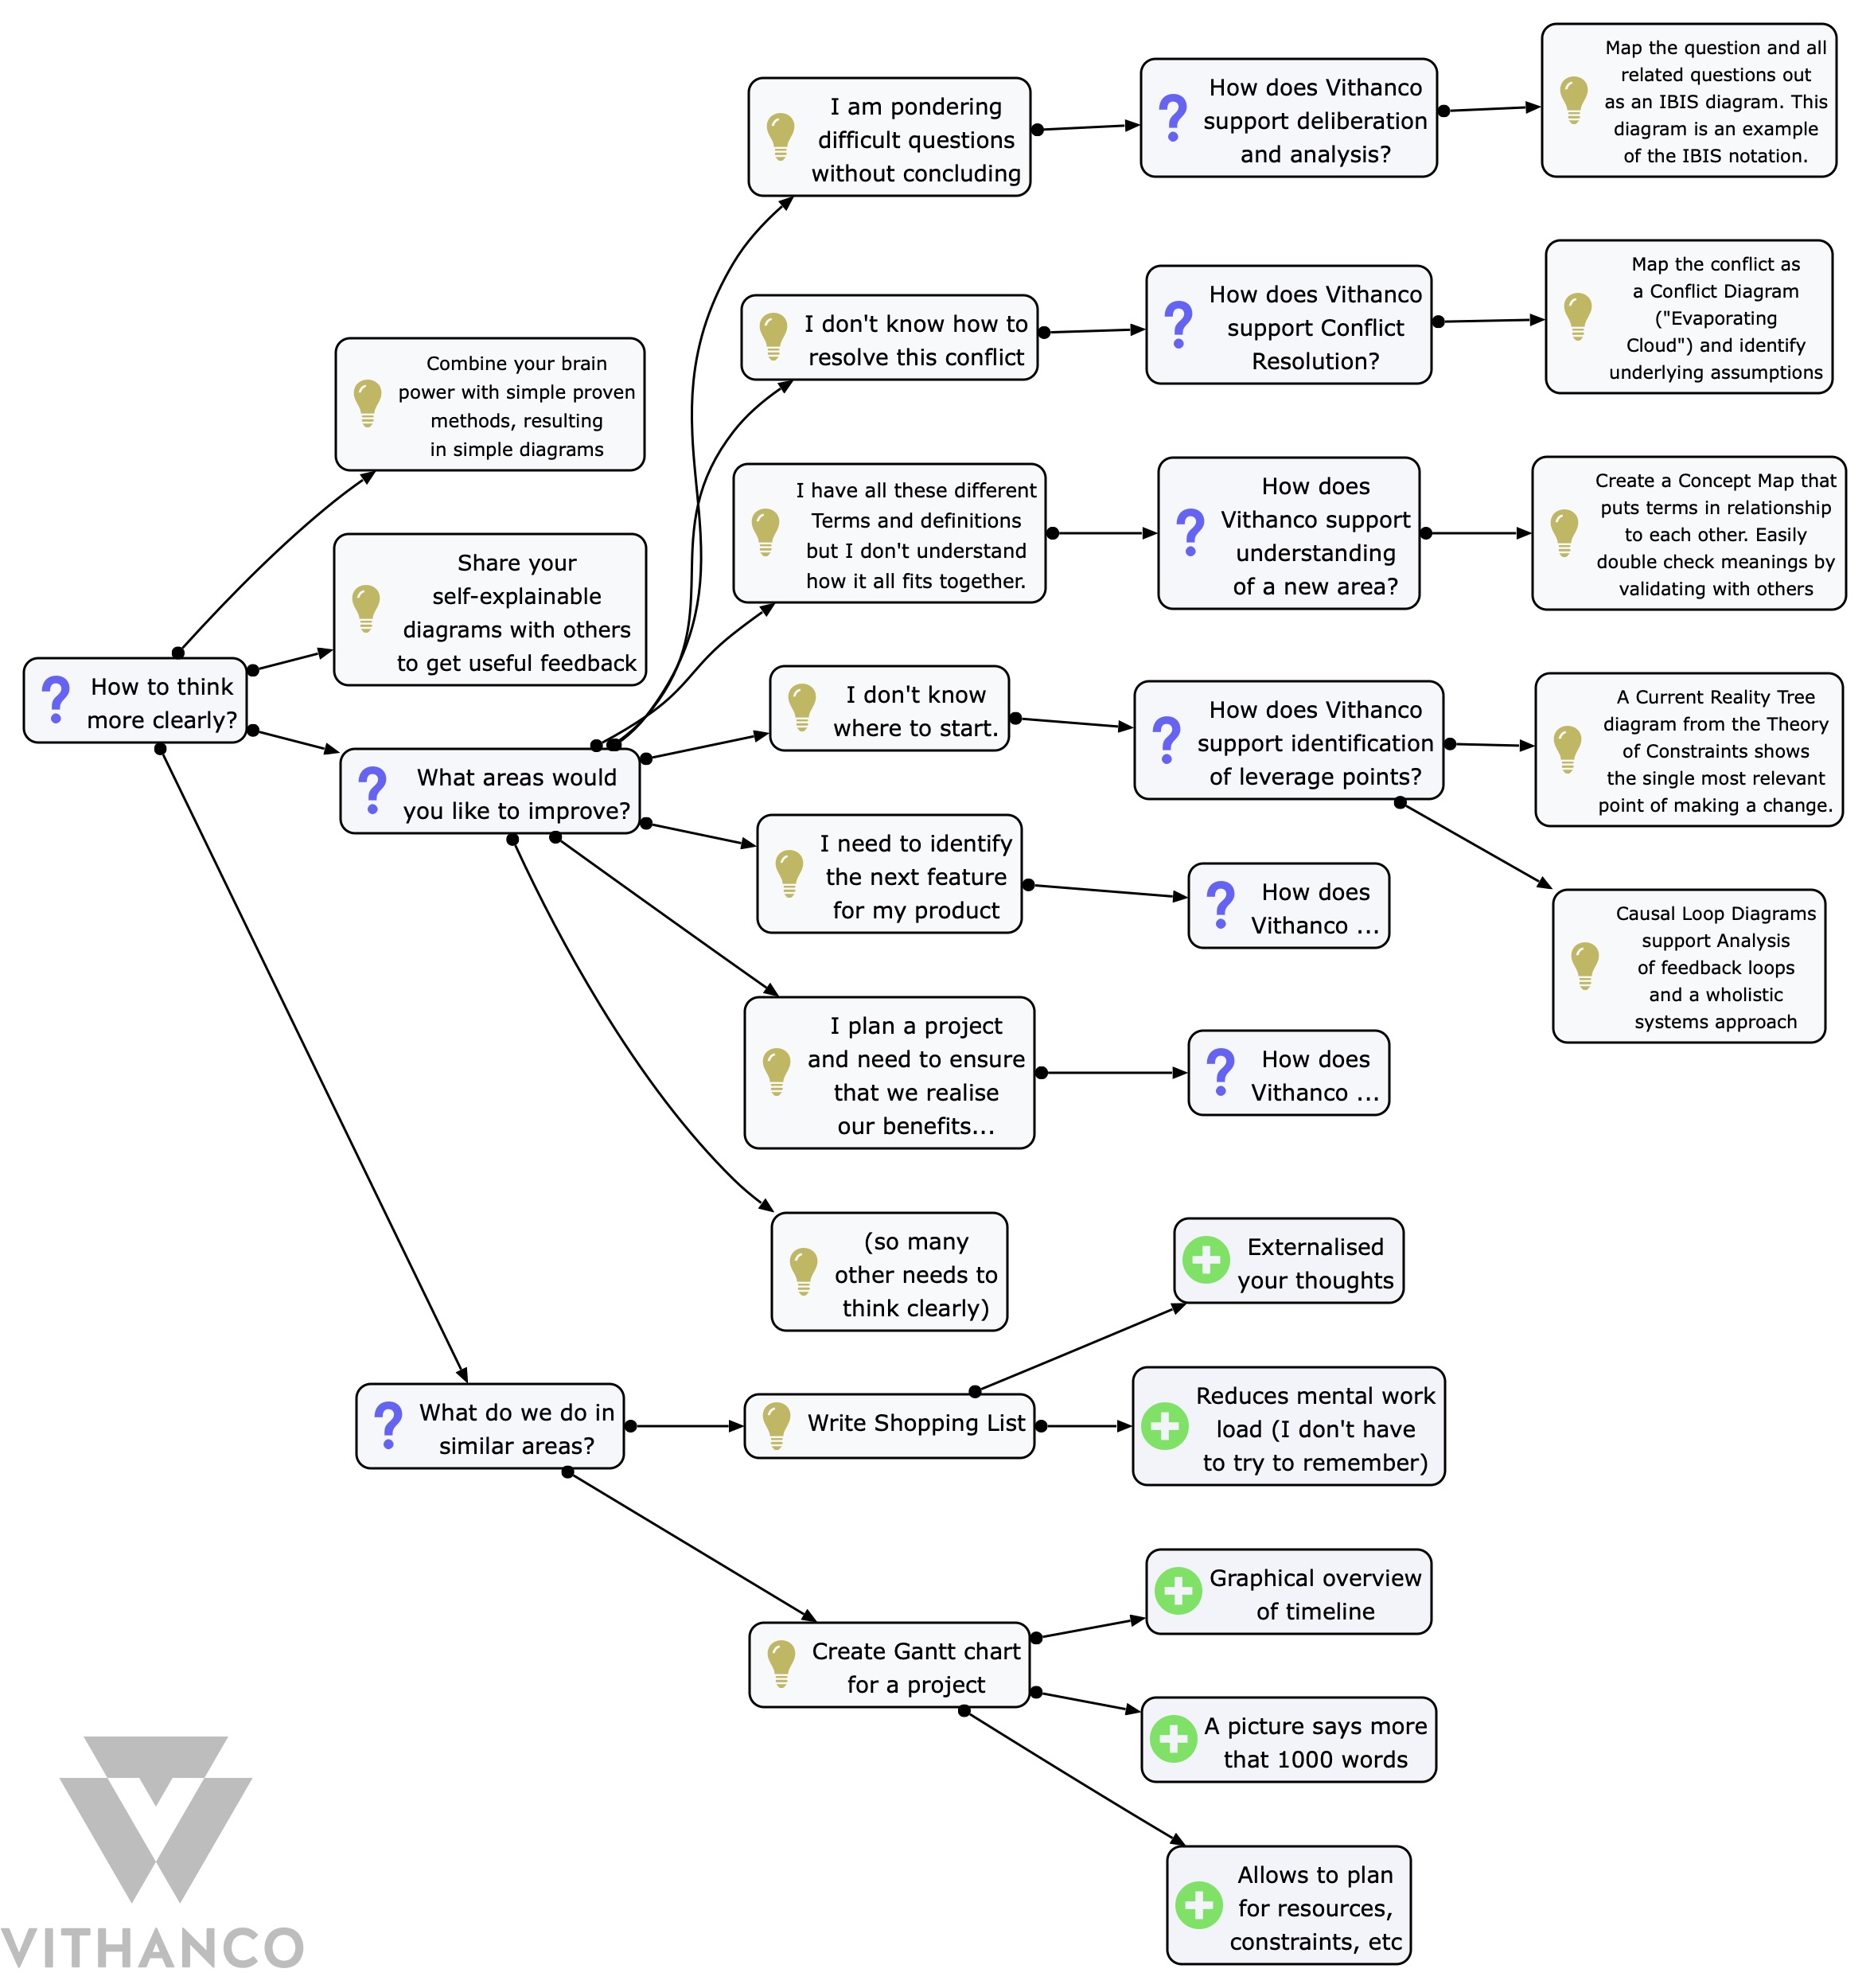 How to think
more clearly?
Combine your brain
power with simple proven
methods, resulting
in simple diagrams
Share your
self-explainable
diagrams with others
to get useful feedback
What areas would
you like to improve?
I am pondering
difficult questions
without concluding
How does Vithanco
support deliberation
and analysis?
Map the question and all
related questions out
as an IBIS diagram. This
diagram is an example
of the IBIS notation.
I don't know how to
resolve this conflict
How does Vithanco
support Conflict
Resolution?
Map the conflict as
a Conflict Diagram
("Evaporating
Cloud") and identify
underlying assumptions
I have all these different
Terms and definitions
but I don't understand
how it all fits together.
How does
Vithanco support
understanding
of a new area?
Create a Concept Map that
puts terms in relationship
to each other. Easily
double check meanings by
validating with others
I don't know
where to start.
How does Vithanco
support identification
of leverage points?
A Current Reality Tree
diagram from the Theory
of Constraints shows
the single most relevant
point of making a change.
Causal Loop Diagrams
support Analysis
of feedback loops
and a wholistic
systems approach
I need to identify
the next feature
for my product
How does
Vithanco ...
I plan a project
and need to ensure
that we realise
our benefits...
How does
Vithanco ...
(so many
other needs to
think clearly)
What do we do in
similar areas?
Write Shopping List
Externalised
your thoughts
Reduces mental work
load (I don't have
to try to remember)
Create Gantt chart
for a project
Graphical overview
of timeline
A picture says more
that 1000 words
Allows to plan
for resources,
constraints, etc
VITHANCO